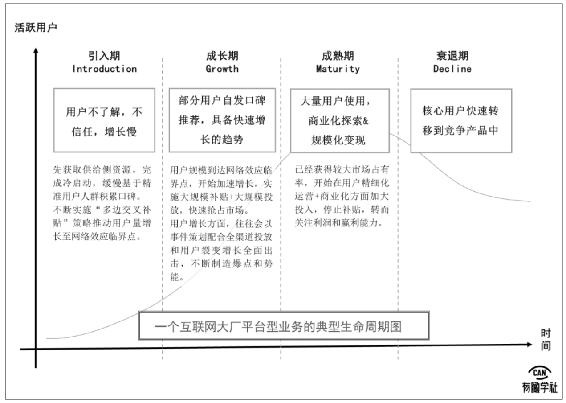 活跃用户
引入期
Introduction
成长期
Growth
成熟期
Maturity
衰退期
Decline
用户不了解，不
信任，增长慢
部分用户自发口碑
推荐，具备快速增
长的趋势
大量用户使用，
商业化探索&
规模化变现
核心用户快速转
移到竞争产品中
先获取供给侧资源，完
成冷启动，缓慢基于精
准用户人群积累口碑。
不断实施“多边交叉补
贴”策略推动用户量增
长至网络效应临界点。
用户规模到达网络效应临
界点，开始加速增长，实
施大规模补贴/大规模投
放，快速抢占市场。
用户增长方面，往往会以
事件策划配合全渠道投放
和用户裂变增长全面出
击，不断制造爆点和势
能。
已经获得较大市场占有
率，开始在用户精细化
运营+商业化方面加大
投入，停止补贴，转而
关注利润和赢利能力。
一个互联网大厂平台型业务的典型生命周期图
时
间
CAN
有圈学社